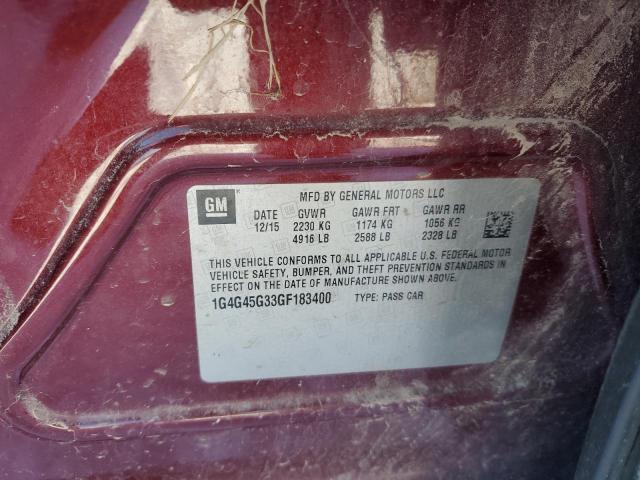 GM
MFD BY GENERAL MOTORS LLC
DATE GVWR GAWR FRT GAWR RR
12/15 2230 KG 1174 KG 1056 KG
4916 LB 2588 LB 2328 LB
THIS VEHICLE CONFORMS TO ALL APPLICABLE U.S. FEDERAL MOTOR
VEHICLE SAFETY, BUMPER, AND THEFT PREVENTION STANDARDS IN
EFFECT ON THE DATE OF MANUFACTURE SHOWN ABOVE.
1G4G45G33GF183400 TYPE: PASS CAR